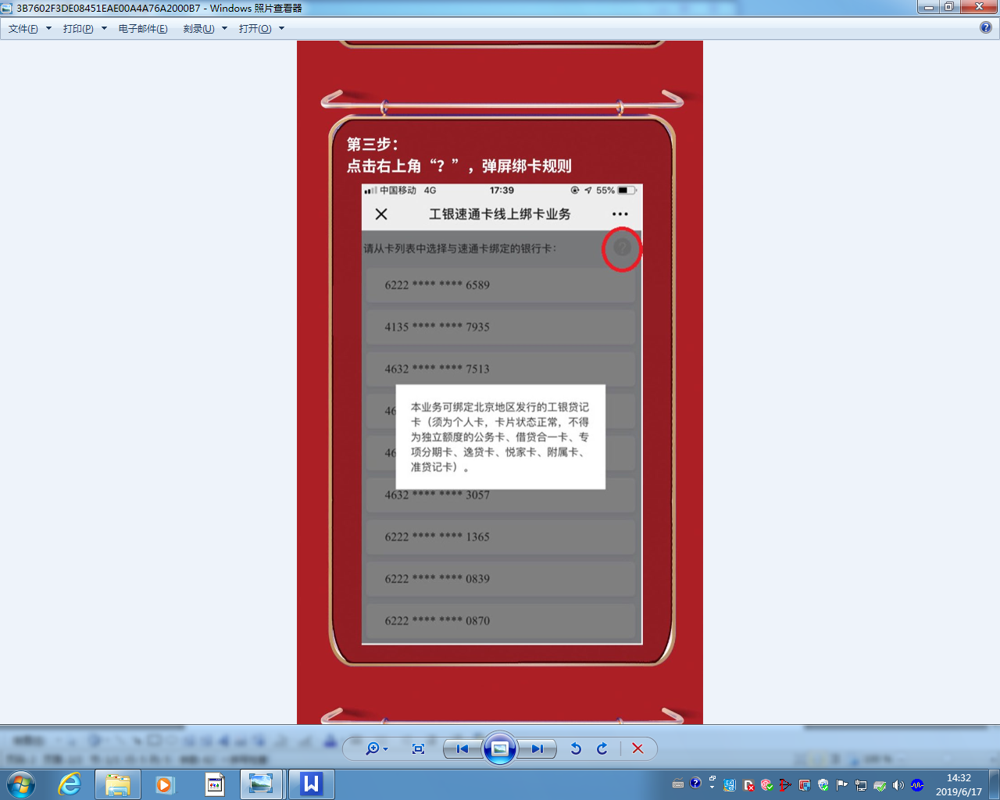 3B7602F3DE08451EAE00A4A76A2000B7 - Windows 照片查看器
文件(F) 打印(P) 电子邮件(E) 刻录(U) 打开(O)
第三步：
点击右上角“？”，弹屏绑卡规则
中国移动 4G 17:39 55%
工银速通卡线上绑卡业务
请从卡列表中选择与速通卡绑定的银行卡：
?
6222 **** **** 6589
4135 **** **** 7935
4632 **** **** 7513
46
46
本业务可绑定北京地区发行的工银贷记
卡（须为个人卡，卡片状态正常，不得
为独立额度的公务卡、借贷合一卡、专
项分期卡、逸贷卡、悦家卡、附属卡、
准贷记卡）。
4632 **** **** 3057
6222 **** **** 1365
6222 **** **** 0839
6222 **** **** 0870
14:32
2019/6/17